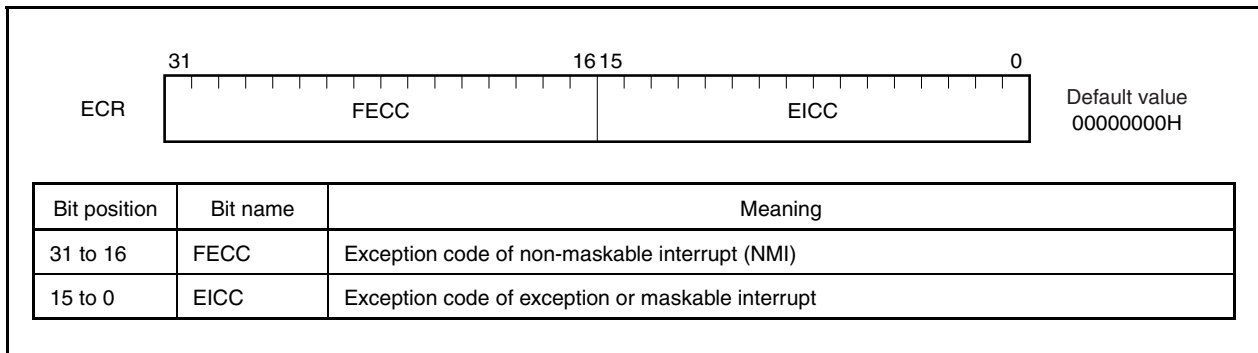 31 16 15 0
ECR FECC EICC Default value
00000000H
Bit position Bit name Meaning
31 to 16 FECC Exception code of non-maskable interrupt (NMI)
15 to 0 EICC Exception code of exception or maskable interrupt